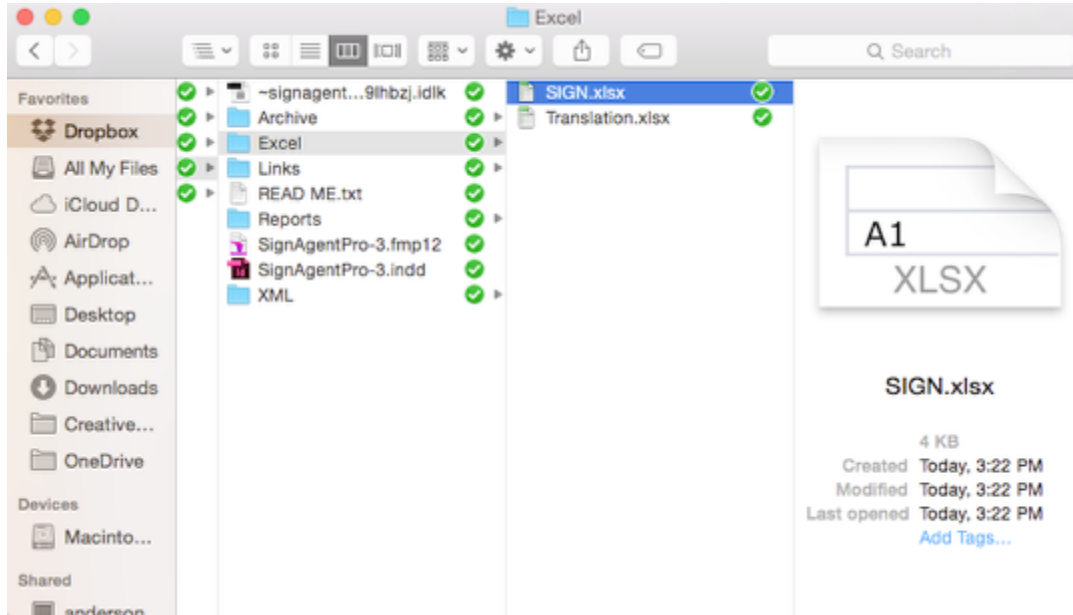 Excel
Search
Favorites
Dropbox
All My Files
iCloud D...
AirDrop
Applicat...
Desktop
Documents
Downloads
Creative...
OneDrive
Devices
Macinto...
Shared
anderson
~signagent...9lhbzj.idlk
Archive
Excel
Links
READ ME.txt
Reports
SignAgentPro-3.fmp12
SignAgentPro-3.indd
XML
SIGN.xlsx
Translation.xlsx
A1
XLSX
SIGN.xlsx
4 KB
Created Today, 3:22 PM
Modified Today, 3:22 PM
Last opened Today, 3:22 PM
Add Tags...